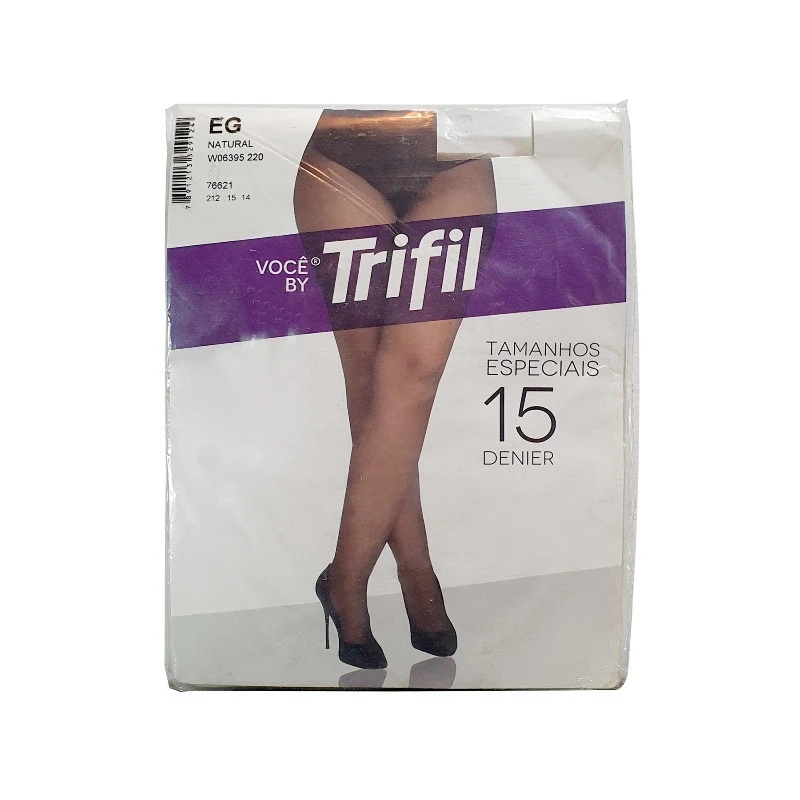 EG
NATURAL
W06395 220
76621
212 15 14
VOCÊ®
BY
Trifil
TAMANHOS
ESPECIAIS
15
DENIER